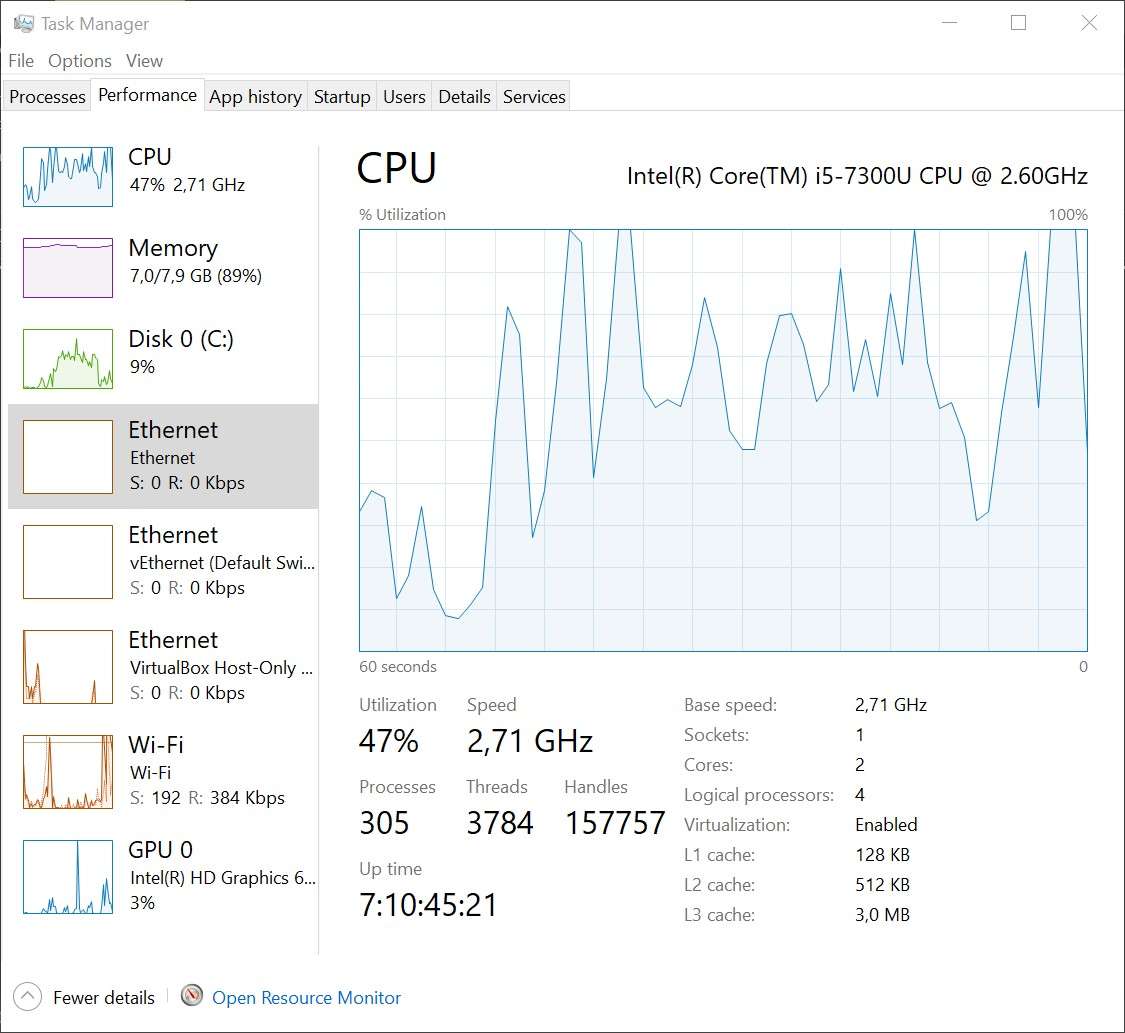 Task Manager
File Options View
Processes Performance App history Startup Users Details Services
CPU
47% 2,71 GHz
Memory
7,0/7,9 GB (89%)
Disk 0 (C:)
9%
Ethernet
Ethernet
S: 0 R: 0 Kbps
Ethernet
vEthernet (Default Swi...
S: 0 R: 0 Kbps
Ethernet
VirtualBox Host-Only ...
S: 0 R: 0 Kbps
Wi-Fi
Wi-Fi
S: 192 R: 384 Kbps
GPU 0
Intel(R) HD Graphics 6...
3%
CPU
Intel(R) Core(TM) i5-7300U CPU @ 2.60GHz
% Utilization 100%
60 seconds 0
Utilization Speed
47% 2,71 GHz
Processes Threads Handles
305 3784 157757
Up time
7:10:45:21
Base speed: 2,71 GHz
Sockets: 1
Cores: 2
Logical processors: 4
Virtualization: Enabled
L1 cache: 128 KB
L2 cache: 512 KB
L3 cache: 3,0 MB
Fewer details Open Resource Monitor